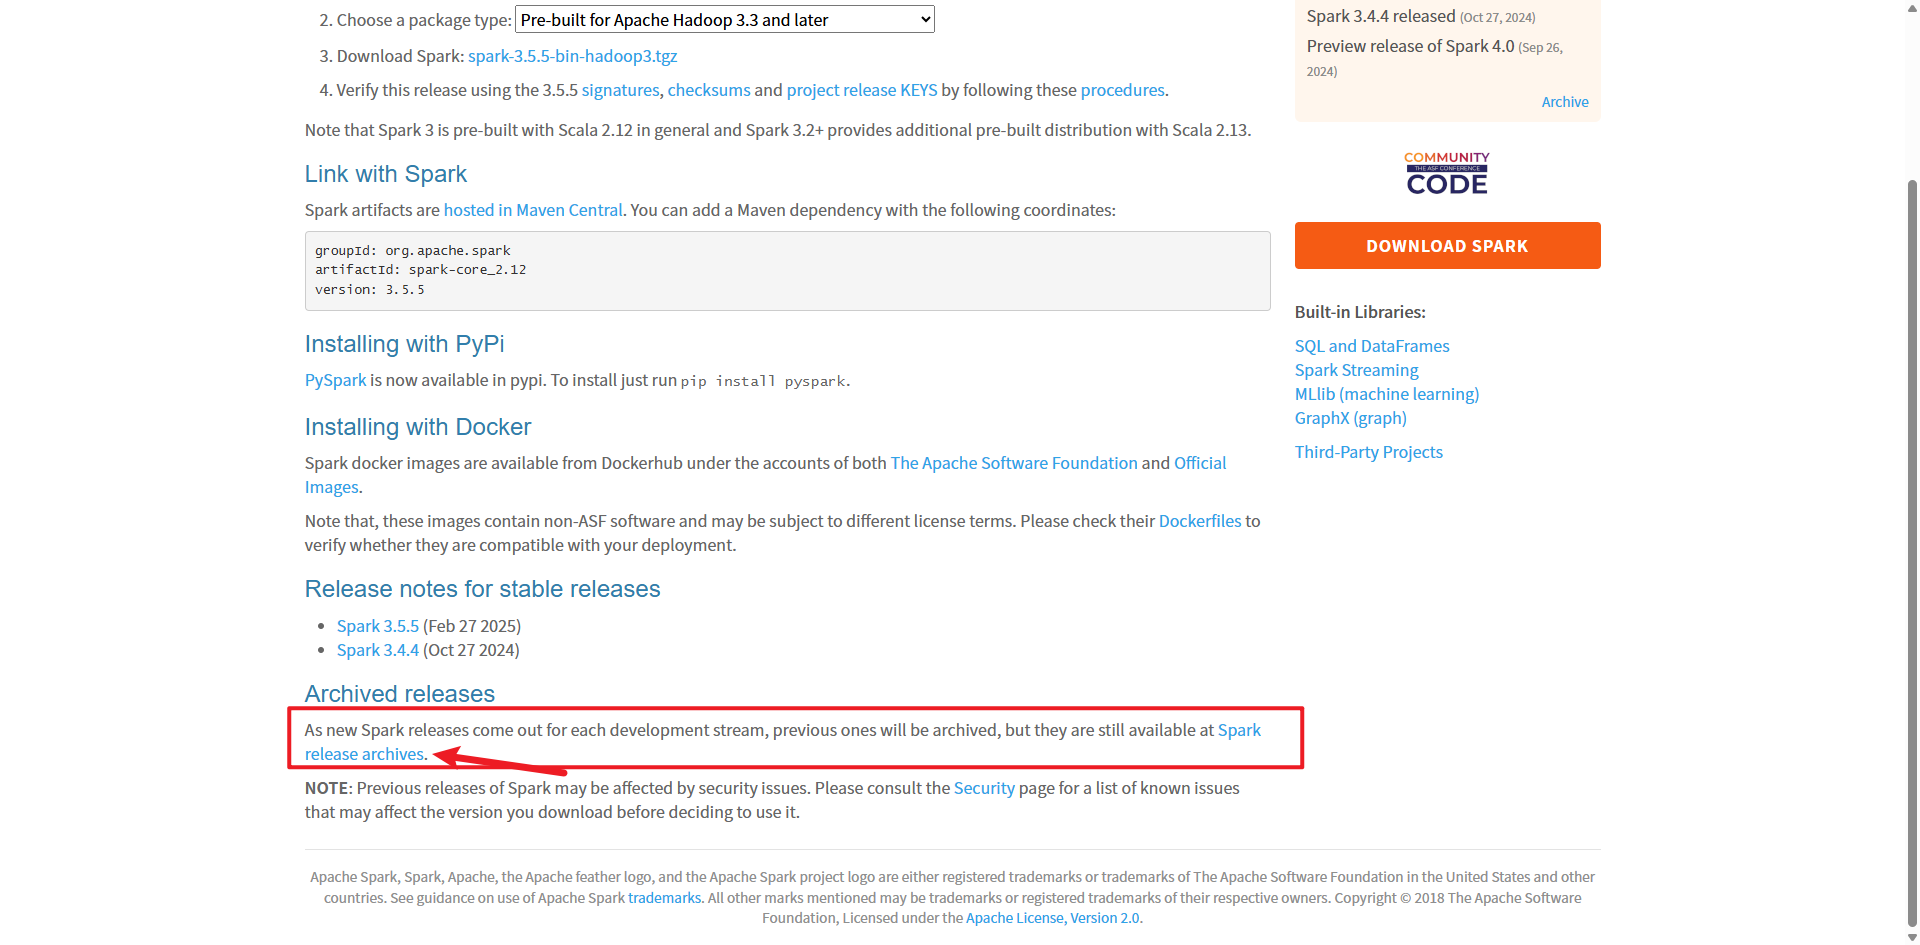 2. Choose a package type: Pre-built for Apache Hadoop 3.3 and later
3. Download Spark: spark-3.5.5-bin-hadoop3.tgz
4. Verify this release using the 3.5.5 signatures, checksums and project release KEYS by following these procedures.
Note that Spark 3 is pre-built with Scala 2.12 in general and Spark 3.2+ provides additional pre-built distribution with Scala 2.13.
Link with Spark
Spark artifacts are hosted in Maven Central. You can add a Maven dependency with the following coordinates:
groupId: org.apache.spark
artifactId: spark-core_2.12
version: 3.5.5
Installing with PyPi
PySpark is now available in pypi. To install just run pip install pyspark.
Installing with Docker
Spark docker images are available from Dockerhub under the accounts of both The Apache Software Foundation and Official
Images.
Note that, these images contain non-ASF software and may be subject to different license terms. Please check their Dockerfiles to
verify whether they are compatible with your deployment.
Release notes for stable releases
• Spark 3.5.5 (Feb 27 2025)
• Spark 3.4.4 (Oct 27 2024)
Archived releases
As new Spark releases come out for each development stream, previous ones will be archived, but they are still available at Spark
release archives.
NOTE: Previous releases of Spark may be affected by security issues. Please consult the Security page for a list of known issues
that may affect the version you download before deciding to use it.
Spark 3.4.4 released (Oct 27, 2024)
Preview release of Spark 4.0 (Sep 26,
2024)
Archive
COMMUNITY
THE ASF CONFERENCE
CODE
DOWNLOAD SPARK
Built-in Libraries:
SQL and DataFrames
Spark Streaming
MLlib (machine learning)
GraphX (graph)
Third-Party Projects
Apache Spark, Spark, Apache, the Apache feather logo, and the Apache Spark project logo are either registered trademarks or trademarks of The Apache Software Foundation in the United States and other
countries. See guidance on use of Apache Spark trademarks. All other marks mentioned may be trademarks or registered trademarks of their respective owners. Copyright © 2018 The Apache Software
Foundation, Licensed under the Apache License, Version 2.0.